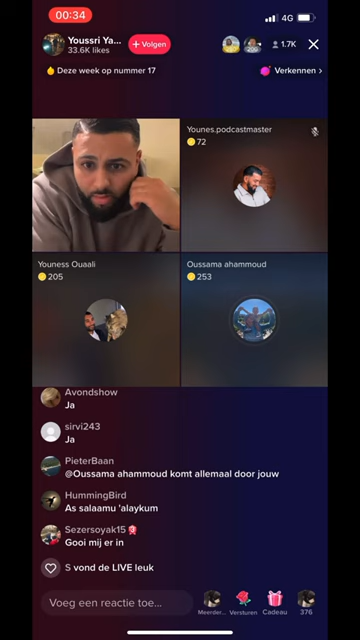 00:34
4G
Youssri Ya...
33.6K likes
+ Volgen
1.7K
Deze week op nummer 17
Verkennen >
Younes.podcastmaster
72
Youness Ouaali
205
Oussama ahammoud
253
Avondshow
Ja
sirvi243
Ja
PieterBaan
@Oussama ahammoud komt allemaal door jouw
HummingBird
As salaamu 'alaykum
Sezersoyak15
Gooi mij er in
S vond de LIVE leuk
Voeg een reactie toe...
Meerder...
Versturen
Cadeau
376